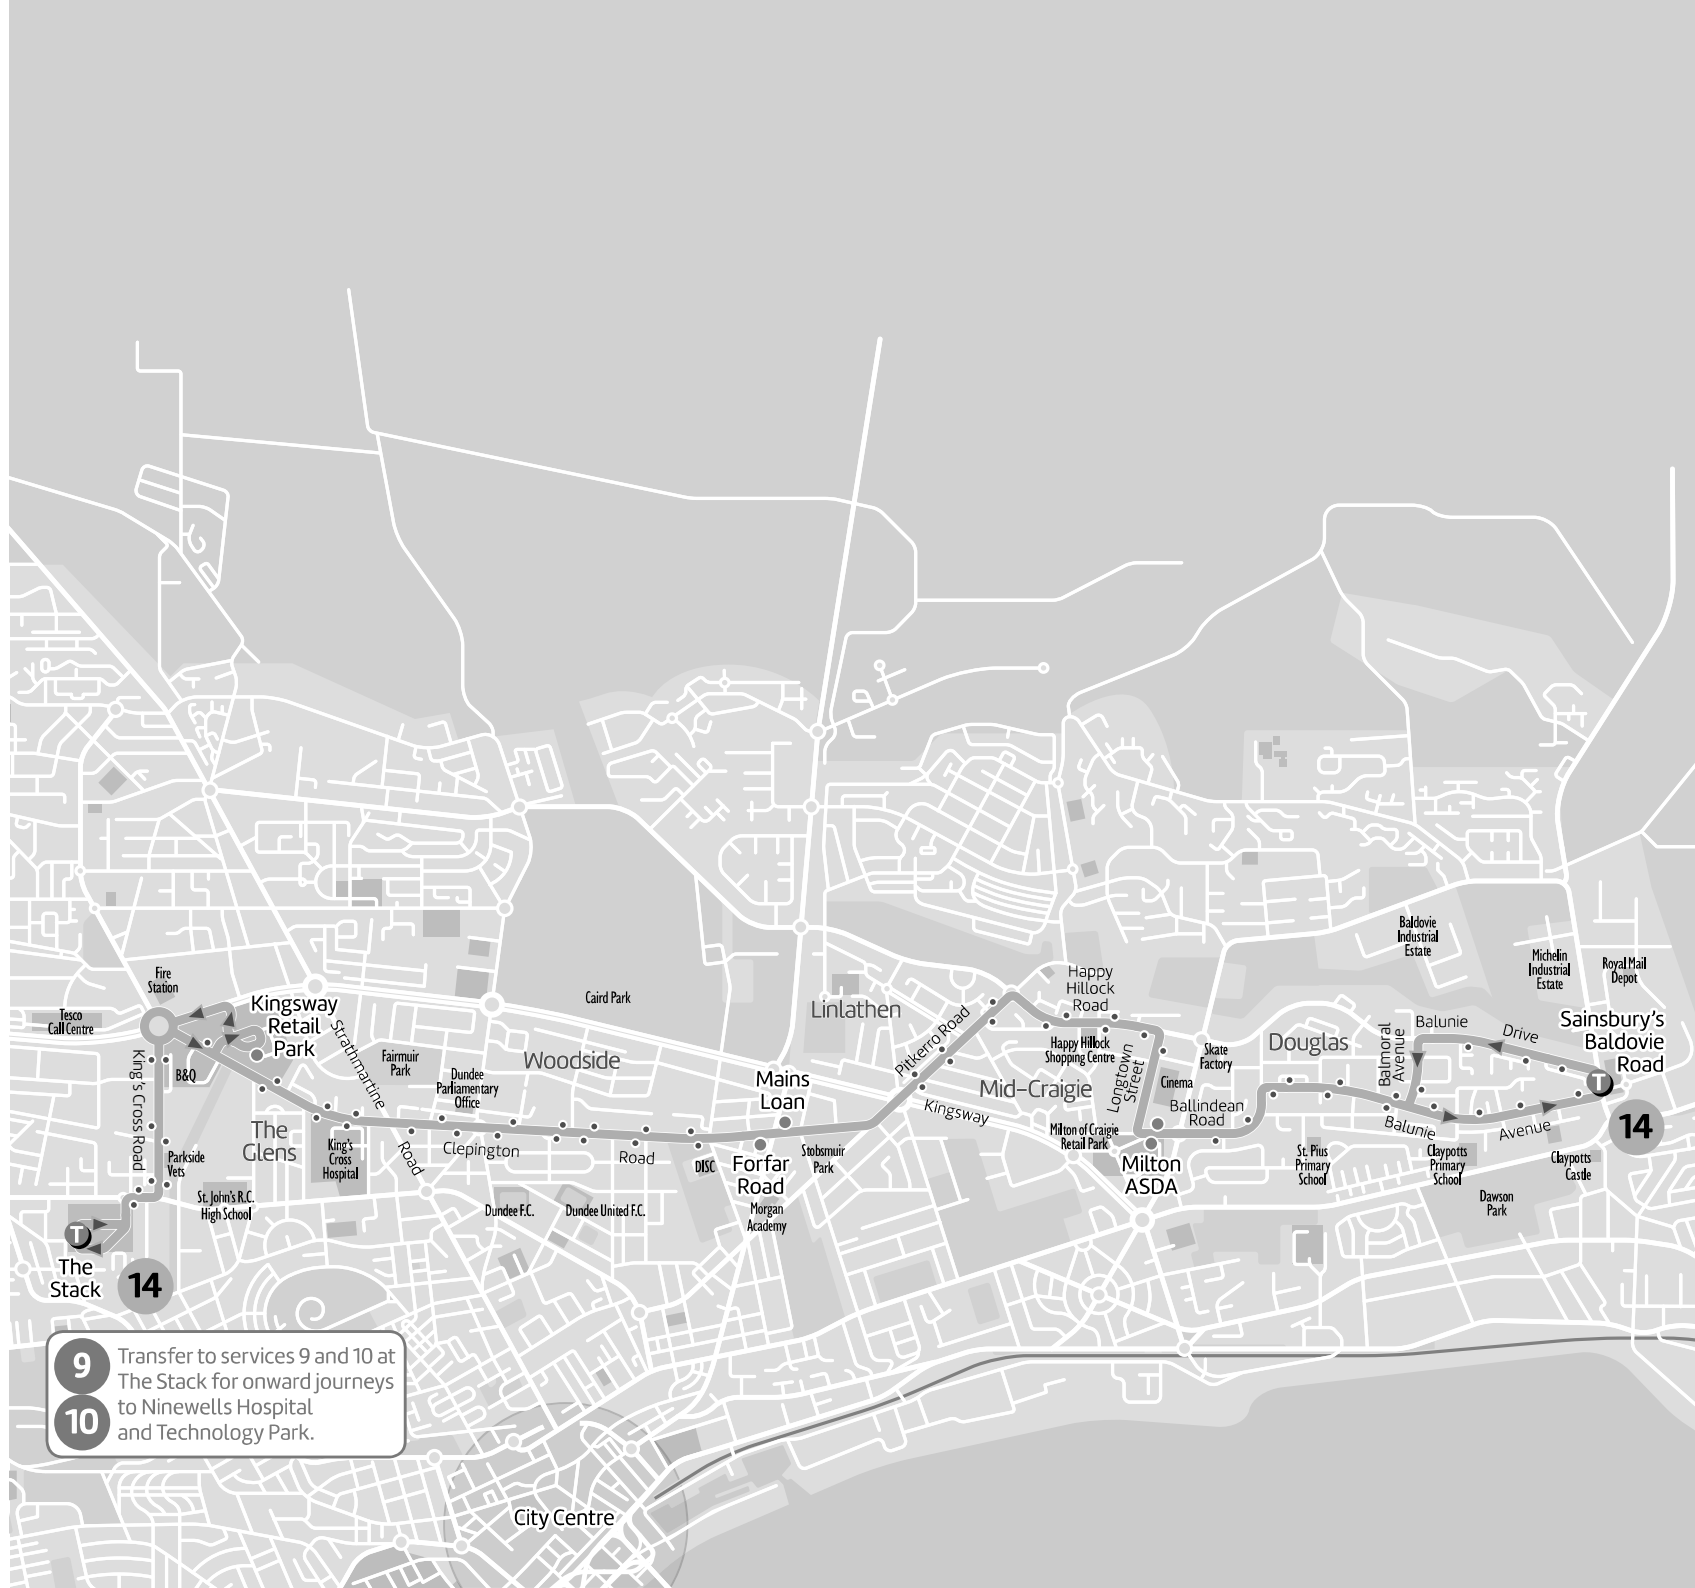 Baldovie
Industrial
Estate
Michelin
Industrial
Estate
Royal Mail
Depot
Fire
Station
Tesco
Call Centre
Kingsway
Retail
Park
Caird Park
Linlathen
Happy
Hillock
Road
Pitkerro Road
Strathmartine
Road
Fairmuir
Park
Dundee
Parliamentary
Office
Woodside
Mains
Loan
Happy Hillock
Shopping Centre
Mid-Craigie
Kingsway
Longtown
Street
Cinema
Skate
Factory
Douglas
Balmoral
Avenue
Balunie
Drive
Sainsbury's
Baldovie
Road
T
14
B&Q
King's Cross Road
Parkside
Vets
The
Glens
King's
Cross
Hospital
St. John's R.C.
High School
Clepington
Road
DISC
Forfar
Road
Morgan
Academy
Stobsmuir
Park
Dundee F.C.
Dundee United F.C.
Milton of Craigie
Retail Park
Milton
ASDA
Ballindean
Road
St. Pius
Primary
School
Balunie
Avenue
Claypotts
Primary
School
Claypotts
Castle
Dawson
Park
T
The
Stack
14
9
10
Transfer to services 9 and 10 at
The Stack for onward journeys
to Ninewells Hospital
and Technology Park.
City Centre